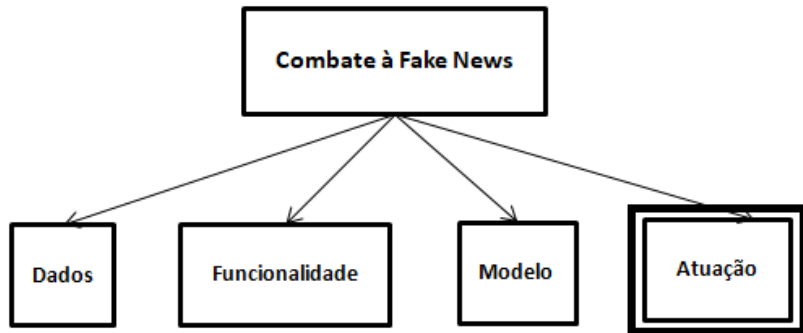 Combate à Fake News
Dados
Funcionalidade
Modelo
Atuação